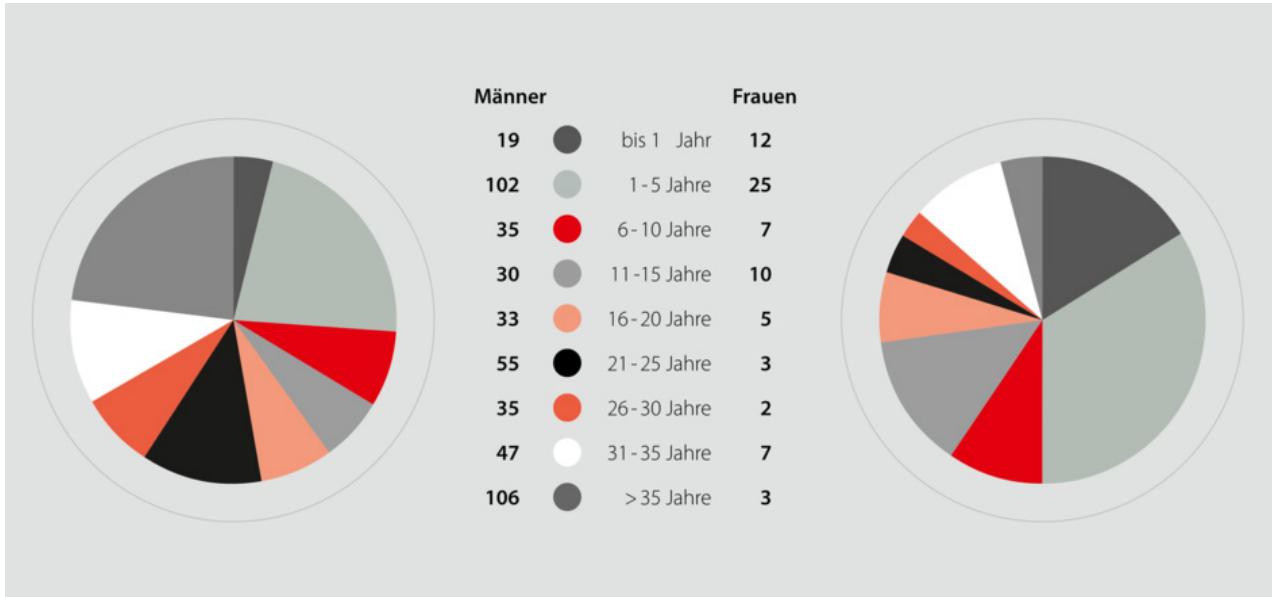 Männer Frauen
19 bis 1 Jahr 12
102 1-5 Jahre 25
35 6-10 Jahre 7
30 11-15 Jahre 10
33 16-20 Jahre 5
55 21-25 Jahre 3
35 26-30 Jahre 2
47 31-35 Jahre 7
106 >35 Jahre 3